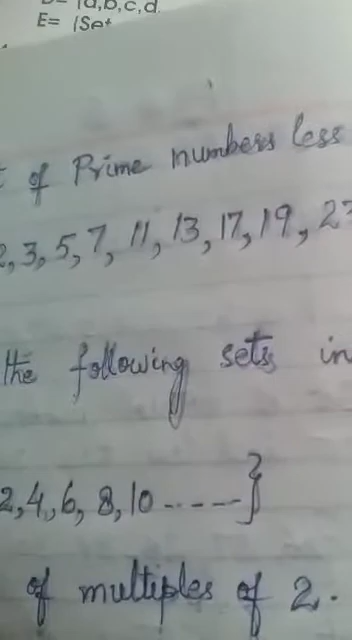 B= {a,b,c,d
E= {Set
of Prime numbers less
2, 3, 5, 7, 11, 13, 17, 19, 23
the following sets in
2, 4, 6, 8, 10 -----}
of multiples of 2.